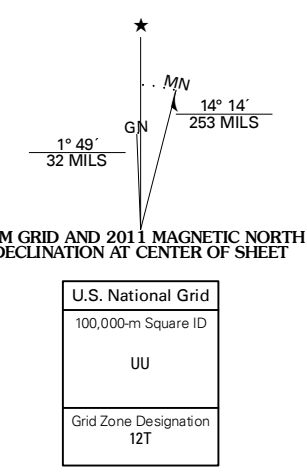 ★
MN
GN
14° 14´
253 MILS
1° 49´
32 MILS
M GRID AND 2011 MAGNETIC NORTH
DECLINATION AT CENTER OF SHEET
U.S. National Grid
100,000-m Square ID
UU
Grid Zone Designation
12T